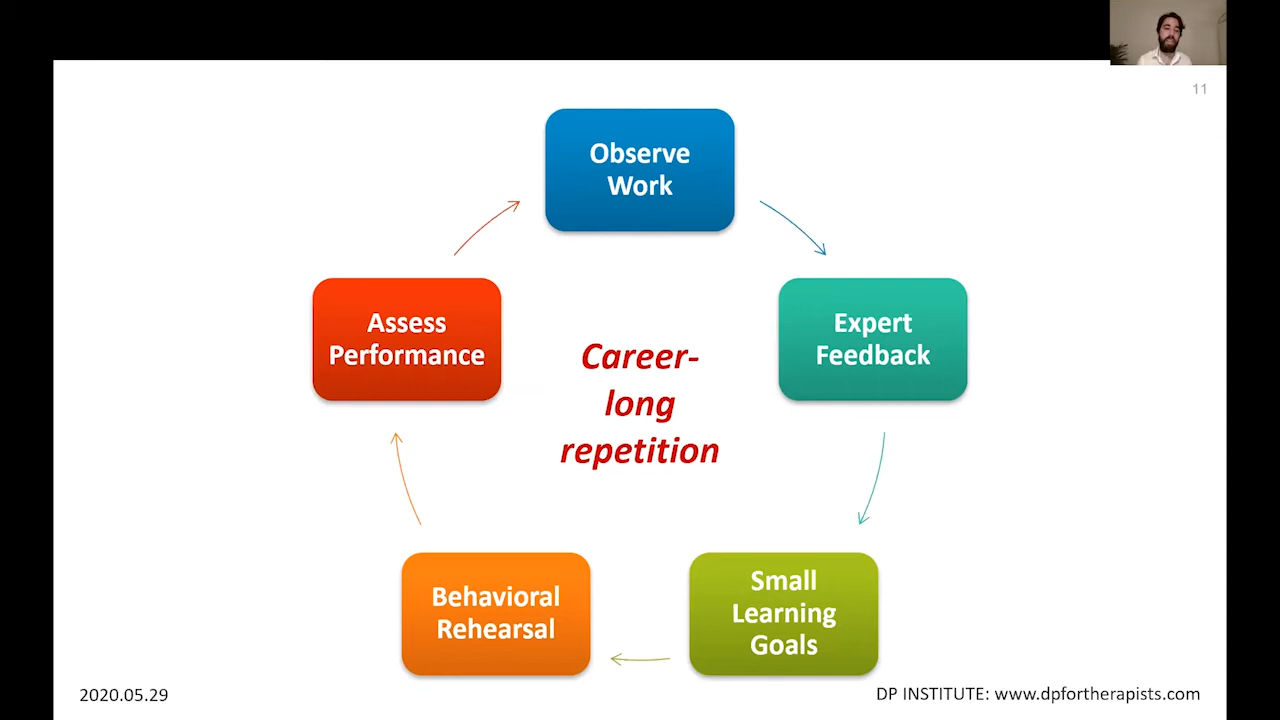 11
Observe
Work
Expert
Feedback
Small
Learning
Goals
Behavioral
Rehearsal
Assess
Performance
Career-
long
repetition
2020.05.29
DP INSTITUTE: www.dpfortherapists.com